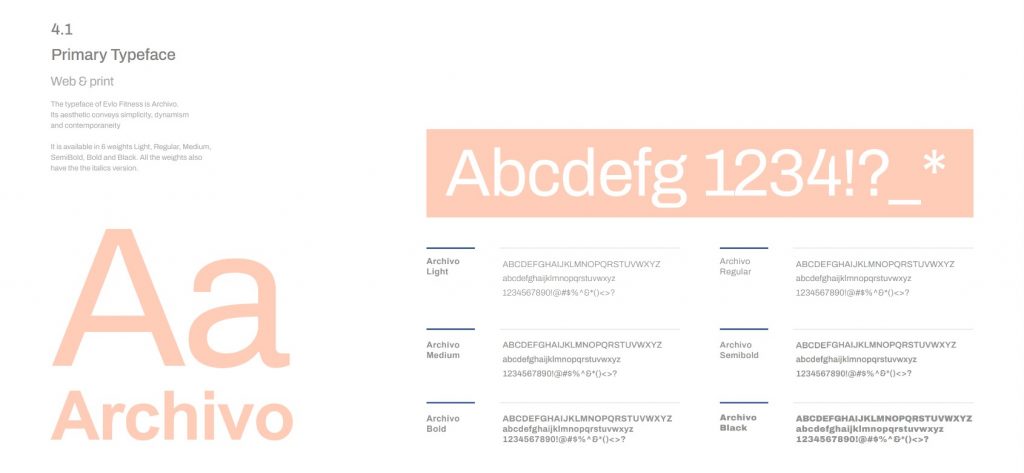 4.1
Primary Typeface
Web & print
The typeface of Evlo Fitness is Archivo.
Its aesthetic conveys simplicity, dynamism
and contemporaneity
It is available in 6 weights Light, Regular, Medium,
SemiBold, Bold and Black. All the weights also
have the the italics version.
Aa
Archivo
Abcdefg 1234!?_*
Archivo
Light
ABCDEFGHAIJKLMNOPQRSTUVWXYZ
abcdefghaijklmnopqrstuvwxyz
1234567890!@#$%^&*()<>?
Archivo
Regular
ABCDEFGHAIJKLMNOPQRSTUVWXYZ
abcdefghaijklmnopqrstuvwxyz
1234567890!@#$%^&*()<>?
Archivo
Medium
ABCDEFGHAIJKLMNOPQRSTUVWXYZ
abcdefghaijklmnopqrstuvwxyz
1234567890!@#$%^&*()<>?
Archivo
Semibold
ABCDEFGHAIJKLMNOPQRSTUVWXYZ
abcdefghaijklmnopqrstuvwxyz
1234567890!@#$%^&*()<>?
Archivo
Bold
ABCDEFGHAIJKLMNOPQRSTUVWXYZ
abcdefghaijklmnopqrstuvwxyz
1234567890!@#$%^&*()<>?
Archivo
Black
ABCDEFGHAIJKLMNOPQRSTUVWXYZ
abcdefghaijklmnopqrstuvwxyz
1234567890!@#$%^&*()<>?